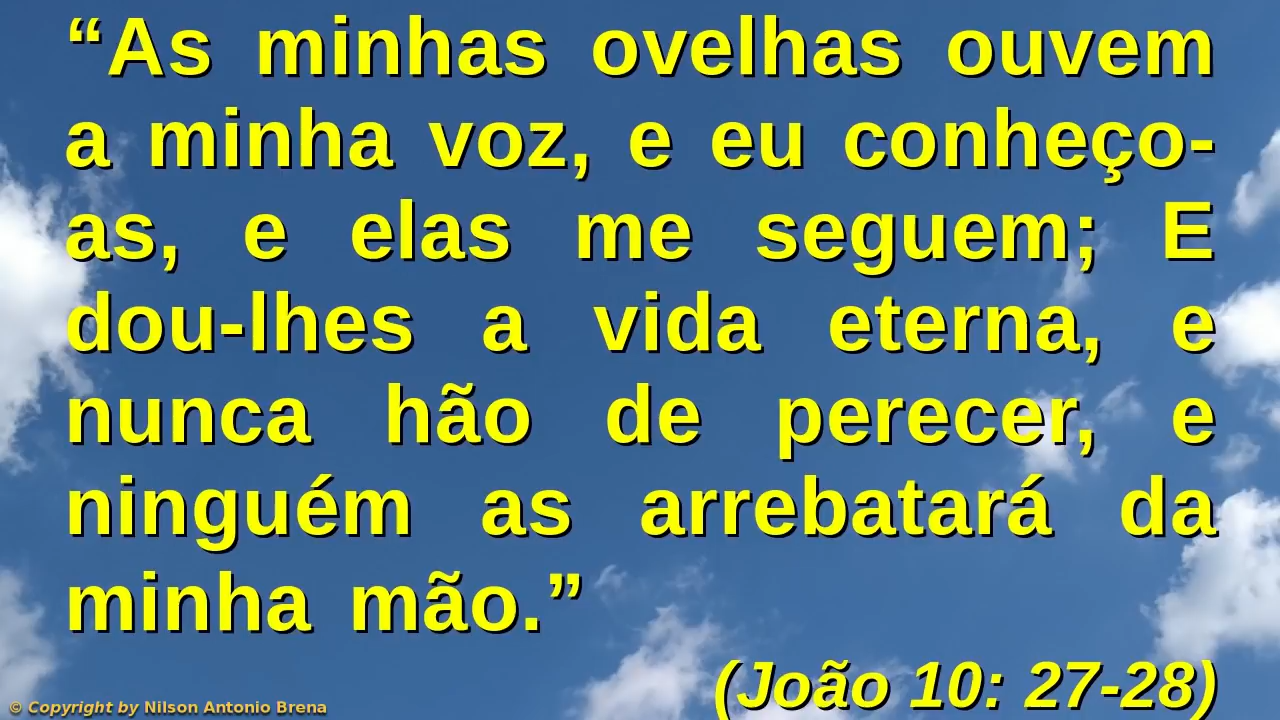 “As minhas ovelhas ouvem
a minha voz, e eu conheço-
as, e elas me seguem; E
dou-lhes a vida eterna, e
nunca hão de perecer, e
ninguém as arrebatará da
minha mão.”
(João 10: 27-28)
© Copyright by Nilson Antonio Brena